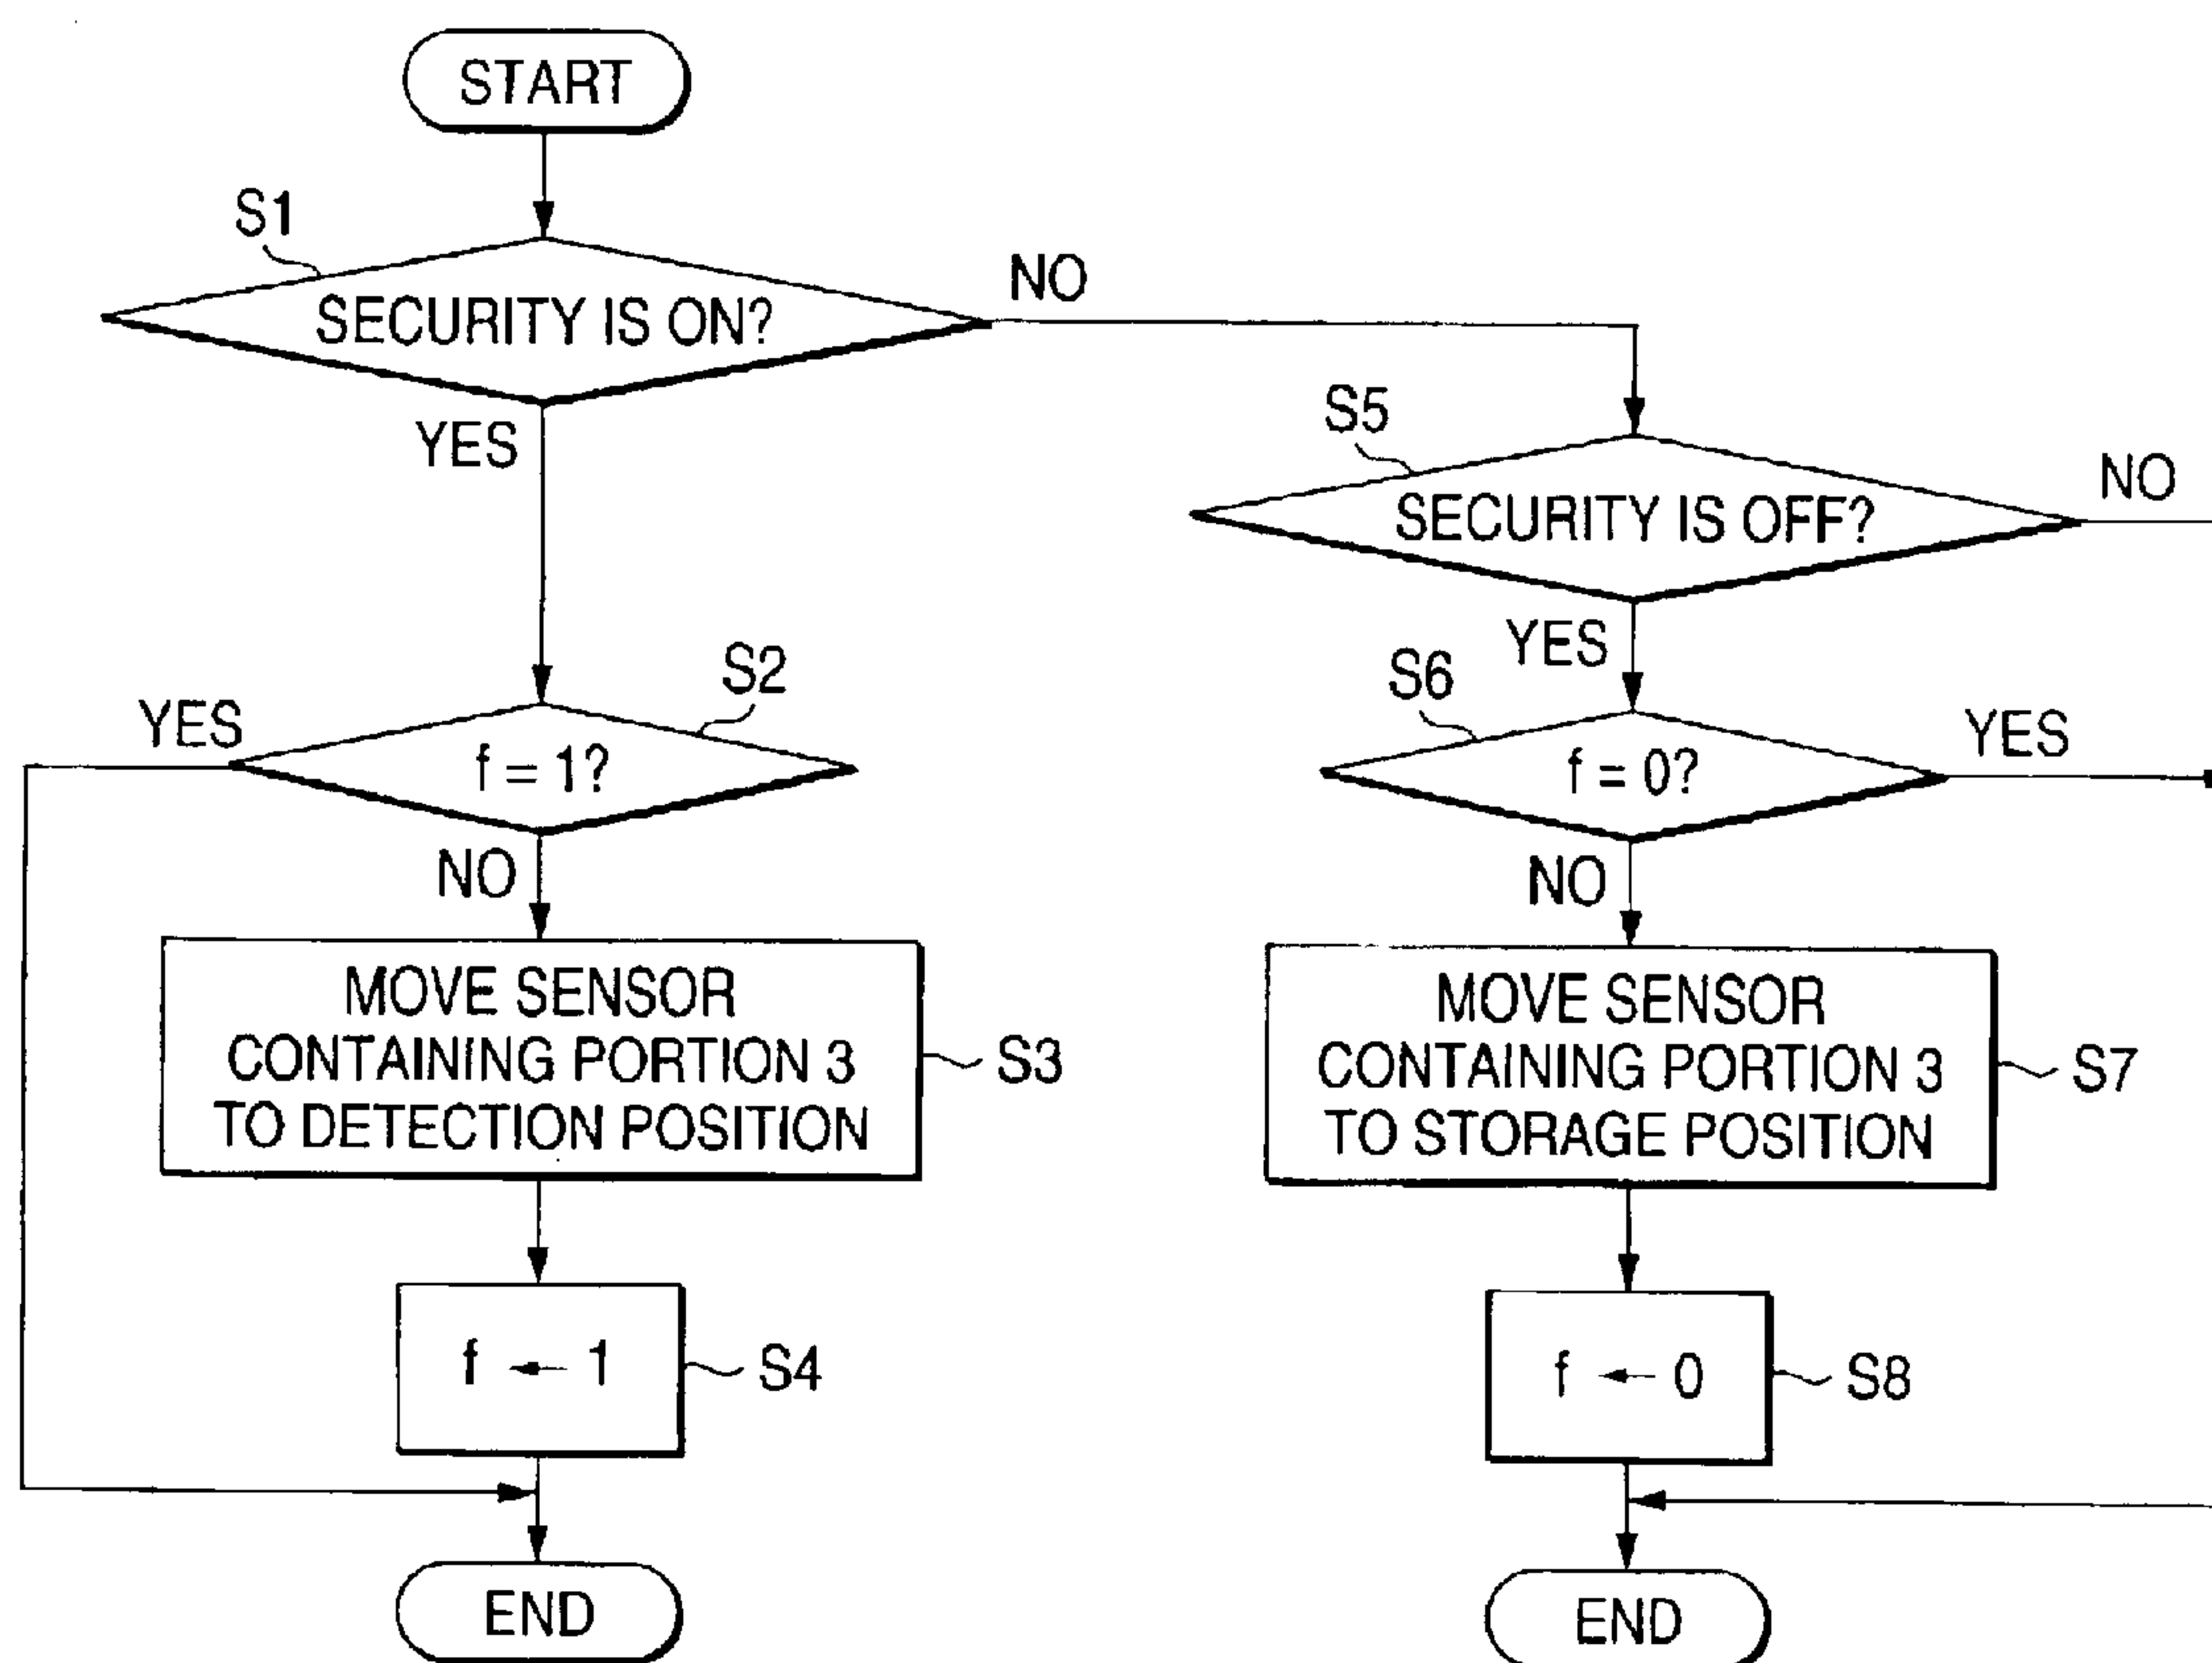 START
S1
SECURITY IS ON?
NO
YES
S5
SECURITY IS OFF?
NO
YES
S2
f = 1?
YES
NO
S6
f = 0?
YES
NO
MOVE SENSOR
CONTAINING PORTION 3
TO DETECTION POSITION
S3
MOVE SENSOR
CONTAINING PORTION 3
TO STORAGE POSITION
S7
f ← 1
S4
f ← 0
S8
END
END